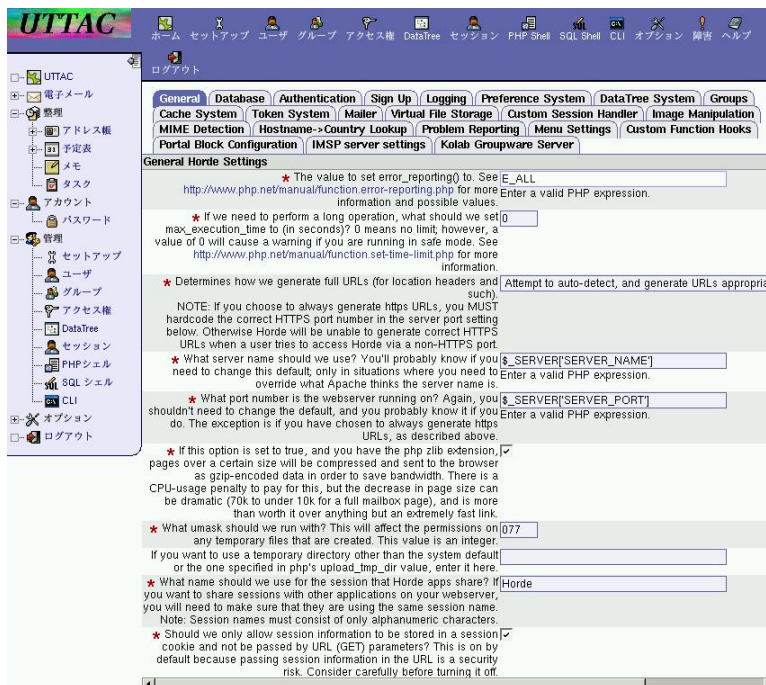 UTTAC
ホーム セットアップ ユーザ グループ アクセス権 DataTree セッション PHP Shell SQL Shell CLI オプション 障害 ヘルプ
ログアウト
UTTAC
電子メール
整理
アドレス帳
予定表
メモ
タスク
アカウント
パスワード
管理
セットアップ
ユーザ
グループ
アクセス権
DataTree
セッション
PHPシェル
SQL シェル
CLI
オプション
ログアウト
General Database Authentication Sign Up Logging Preference System DataTree System Groups
Cache System Token System Mailer Virtual File Storage Custom Session Handler Image Manipulation
MIME Detection Hostname->Country Lookup Problem Reporting Menu Settings Custom Function Hooks
Portal Block Configuration IMSP server settings Kolab Groupware Server
General Horde Settings
* The value to set error_reporting() to. See
http://www.php.net/manual/function.error-reporting.php for more
information and possible values.
E_ALL
Enter a valid PHP expression.
* If we need to perform a long operation, what should we set
max_execution_time to (in seconds)? 0 means no limit; however, a
value of 0 will cause a warning if you are running in safe mode. See
http://www.php.net/manual/function.set-time-limit.php for more
information.
0
* Determines how we generate full URLs (for location headers and
such).
NOTE: If you choose to always generate https URLs, you MUST
hardcode the correct HTTPS port number in the server port setting
below. Otherwise Horde will be unable to generate correct HTTPS
URLs when a user tries to access Horde via a non-HTTPS port.
Attempt to auto-detect, and generate URLs appropria
* What server name should we use? You'll probably know if you
need to change this default; only in situations where you need to
override what Apache thinks the server name is.
$_SERVER['SERVER_NAME']
Enter a valid PHP expression.
* What port number is the webserver running on? Again, you
shouldn't need to change the default, and you probably know it if you
do. The exception is if you have chosen to always generate https
URLs, as described above.
$_SERVER['SERVER_PORT']
Enter a valid PHP expression.
* If this option is set to true, and you have the php zlib extension,
pages over a certain size will be compressed and sent to the browser
as gzip-encoded data in order to save bandwidth. There is a
CPU-usage penalty to pay for this, but the decrease in page size can
be dramatic (70k to under 10k for a full mailbox page), and is more
than worth it over anything but an extremely fast link.
* What umask should we run with? This will affect the permissions on
any temporary files that are created. This value is an integer.
077
If you want to use a temporary directory other than the system default
or the one specified in php's upload_tmp_dir value, enter it here.
* What name should we use for the session that Horde apps share? If
you want to share sessions with other applications on your webserver,
you will need to make sure that they are using the same session name.
Note: Session names must consist of only alphanumeric characters.
Horde
* Should we only allow session information to be stored in a session
cookie and not be passed by URL (GET) parameters? This is on by
default because passing session information in the URL is a security
risk. Consider carefully before turning it off.